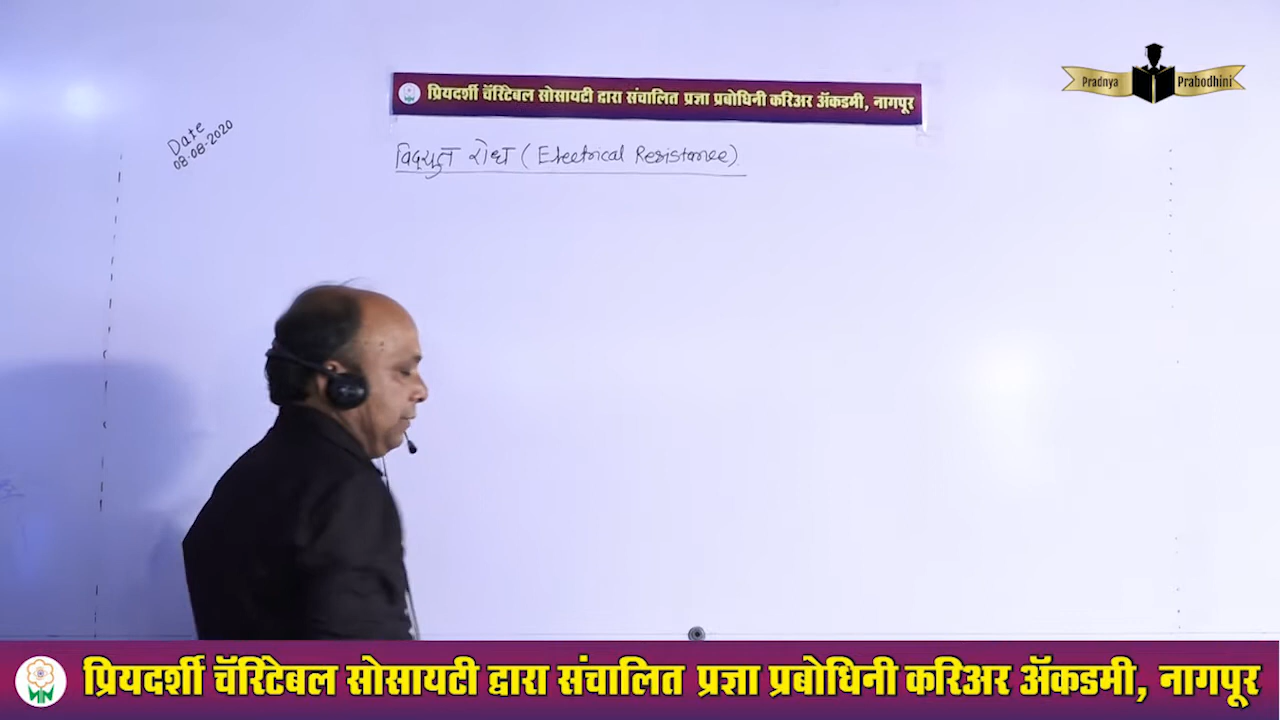 Pradnya Prabodhini
प्रियदर्शी चॅरिटेबल सोसायटी द्वारा संचालित प्रज्ञा प्रबोधिनी करिअर ॲकडमी, नागपूर
Date
08-08-2020
विद्युत रोध (Electrical Resistance)
प्रियदर्शी चॅरिटेबल सोसायटी द्वारा संचालित प्रज्ञा प्रबोधिनी करिअर ॲकडमी, नागपूर